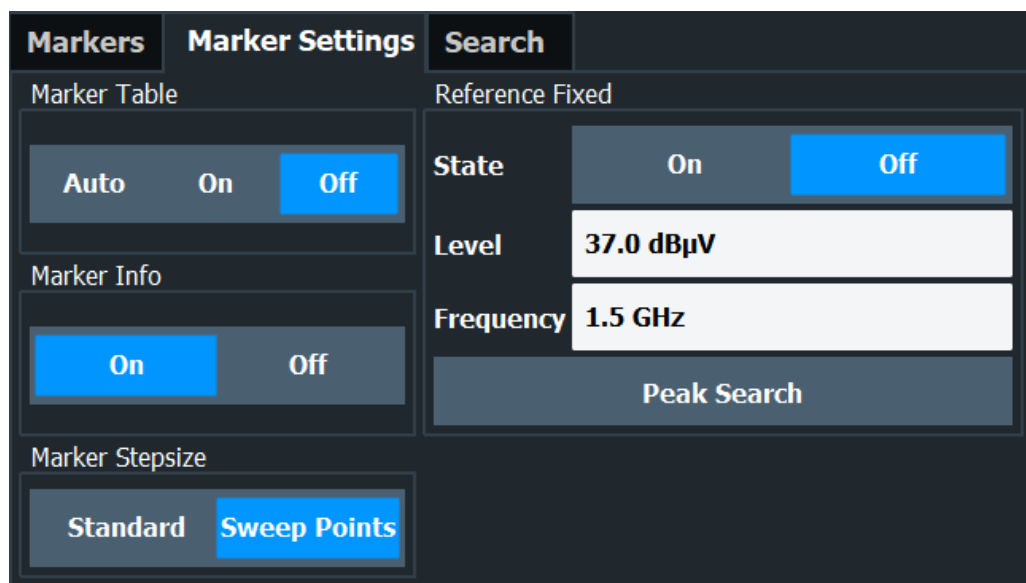 Markers Marker Settings Search
Marker Table
Auto On Off
Marker Info
On Off
Marker Stepsize
Standard Sweep Points
Reference Fixed
State On Off
Level 37.0 dBµV
Frequency 1.5 GHz
Peak Search